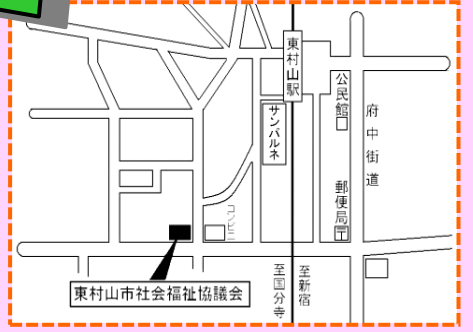 東村山駅
サンパルネ
公民館
府中街道
郵便局
〒
コンビニ
至国分寺
至新宿
東村山市社会福祉協議会